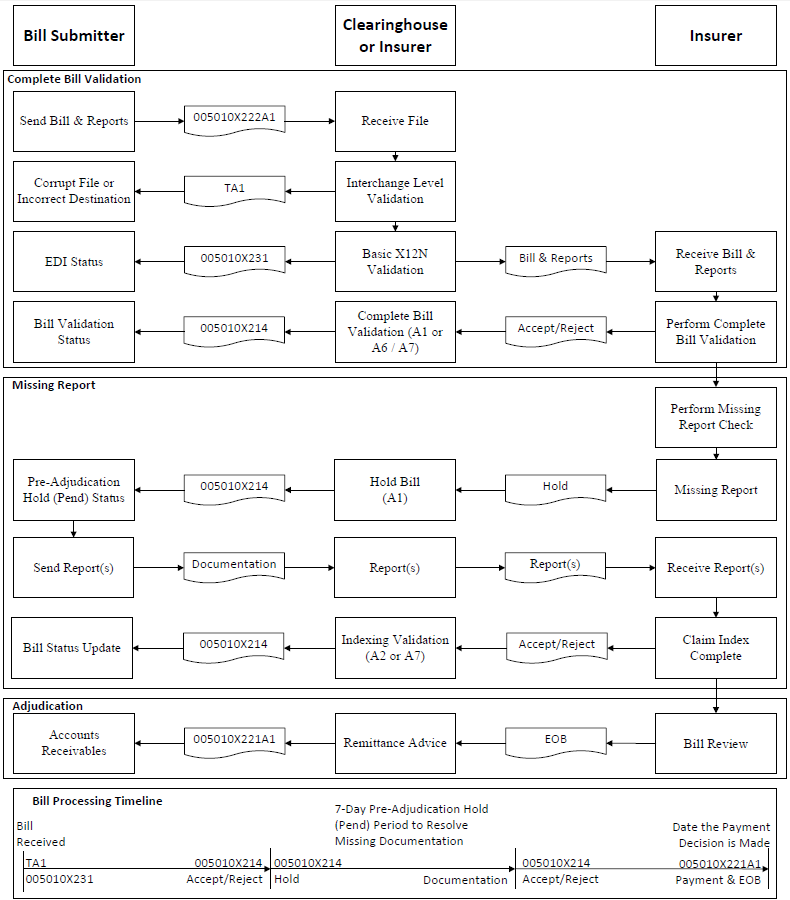 Bill Submitter
Clearinghouse
or Insurer
Insurer
Complete Bill Validation
Send Bill & Reports
005010X222A1
Receive File
Corrupt File or
Incorrect Destination
TA1
Interchange Level
Validation
EDI Status
005010X231
Basic X12N
Validation
Bill & Reports
Receive Bill &
Reports
Bill Validation
Status
005010X214
Complete Bill
Validation (A1 or
A6 / A7)
Accept/Reject
Perform Complete
Bill Validation
Missing Report
Perform Missing
Report Check
Pre-Adjudication
Hold (Pend) Status
005010X214
Hold Bill
(A1)
Hold
Missing Report
Send Report(s)
Documentation
Report(s)
Report(s)
Receive Report(s)
Bill Status Update
005010X214
Indexing Validation
(A2 or A7)
Accept/Reject
Claim Index
Complete
Adjudication
Accounts
Receivables
005010X221A1
Remittance Advice
EOB
Bill Review
Bill Processing Timeline
Bill
Received
7-Day Pre-Adjudication Hold
(Pend) Period to Resolve
Missing Documentation
Date the Payment
Decision is Made
TA1
005010X214
005010X214
005010X214
005010X221A1
005010X231
Accept/Reject
Hold
Documentation
Accept/Reject
Payment & EOB